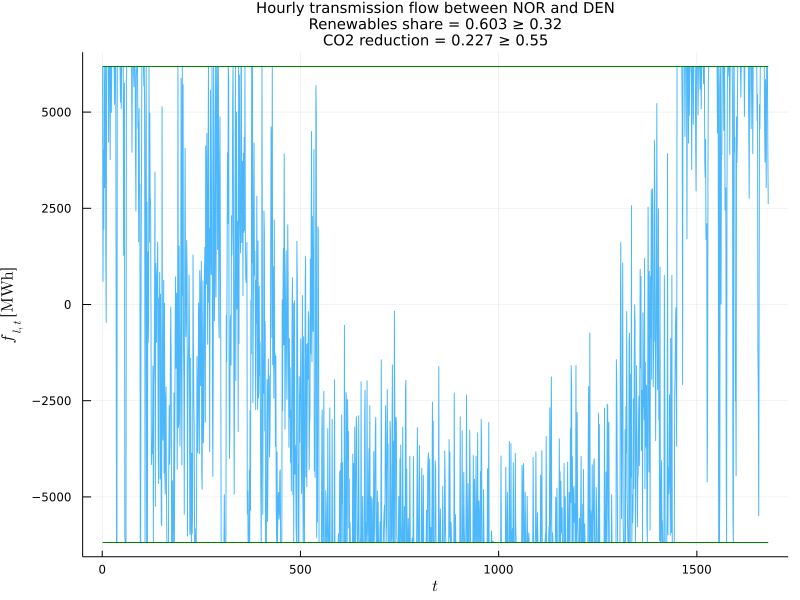 Hourly transmission flow between NOR and DEN
Renewables share = 0.603 ≥ 0.32
CO2 reduction = 0.227 ≥ 0.55
5000
2500
0
−2500
−5000
f l,t [MWh]
0
500
1000
1500
t